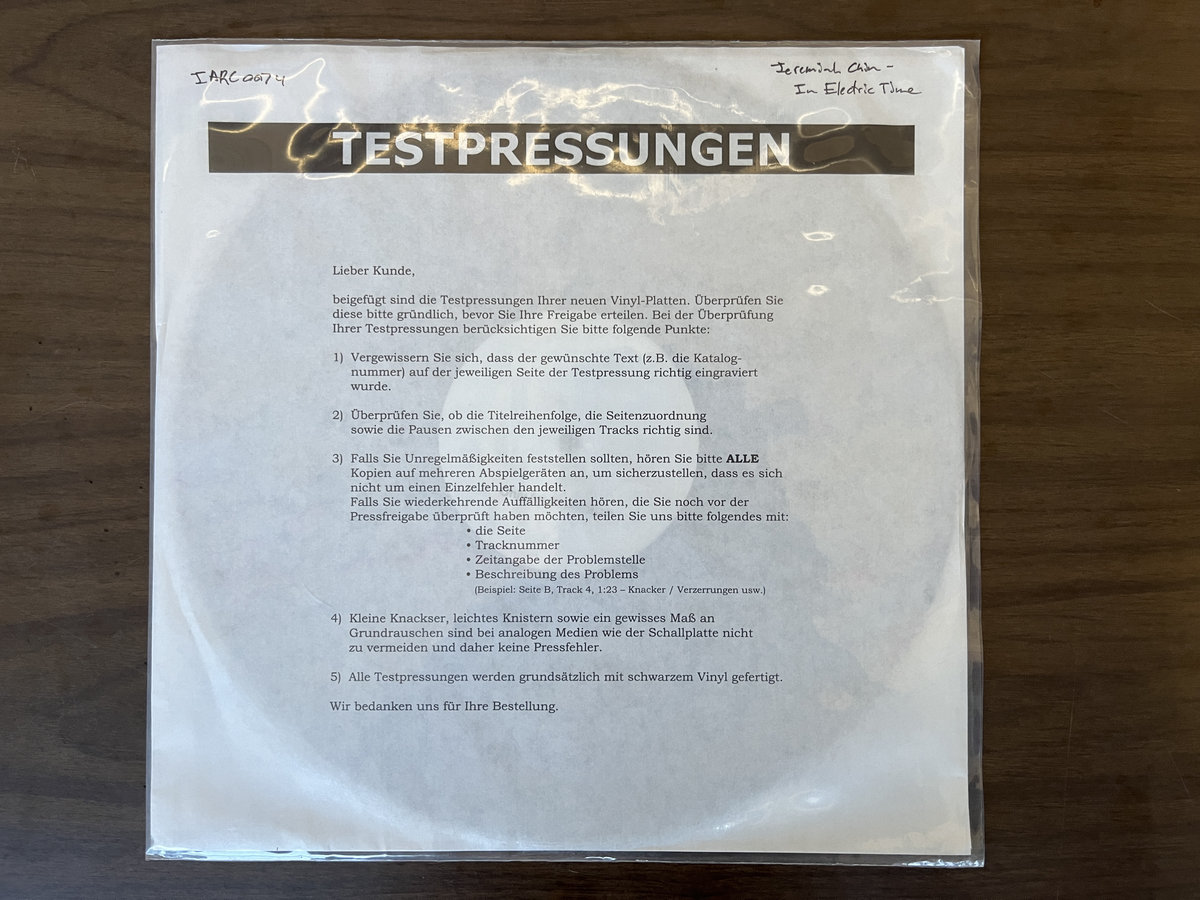 IARC0074
Jeremiah Chiu -
In Electric Time
TESTPRESSUNGEN
Lieber Kunde,
beigefügt sind die Testpressungen Ihrer neuen Vinyl-Platten. Überprüfen Sie
diese bitte gründlich, bevor Sie Ihre Freigabe erteilen. Bei der Überprüfung
Ihrer Testpressungen berücksichtigen Sie bitte folgende Punkte:
1) Vergewissern Sie sich, dass der gewünschte Text (z.B. die Katalog-
nummer) auf der jeweiligen Seite der Testpressung richtig eingraviert
wurde.
2) Überprüfen Sie, ob die Titelreihenfolge, die Seitenzuordnung
sowie die Pausen zwischen den jeweiligen Tracks richtig sind.
3) Falls Sie Unregelmäßigkeiten feststellen sollten, hören Sie bitte ALLE
Kopien auf mehreren Abspielgeräten an, um sicherzustellen, dass es sich
nicht um einen Einzelfehler handelt.
Falls Sie wiederkehrende Auffälligkeiten hören, die Sie noch vor der
Pressfreigabe überprüft haben möchten, teilen Sie uns bitte folgendes mit:
• die Seite
• Tracknummer
• Zeitangabe der Problemstelle
• Beschreibung des Problems
(Beispiel: Seite B, Track 4, 1:23 – Knacker / Verzerrungen usw.)
4) Kleine Knackser, leichtes Knistern sowie ein gewisses Maß an
Grundrauschen sind bei analogen Medien wie der Schallplatte nicht
zu vermeiden und daher keine Pressfehler.
5) Alle Testpressungen werden grundsätzlich mit schwarzem Vinyl gefertigt.
Wir bedanken uns für Ihre Bestellung.